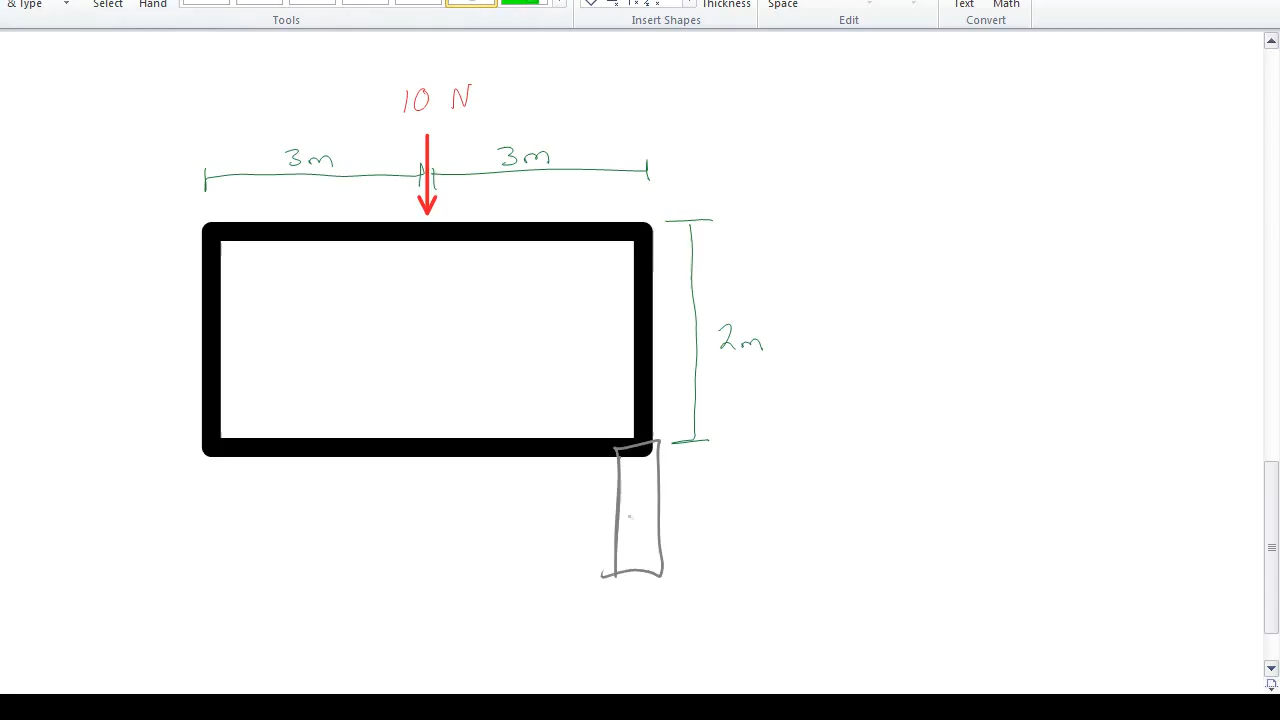 & Type Select Hand Thickness Space Text Math
Tools Insert Shapes Edit Convert
10 N
3m 3m
2m